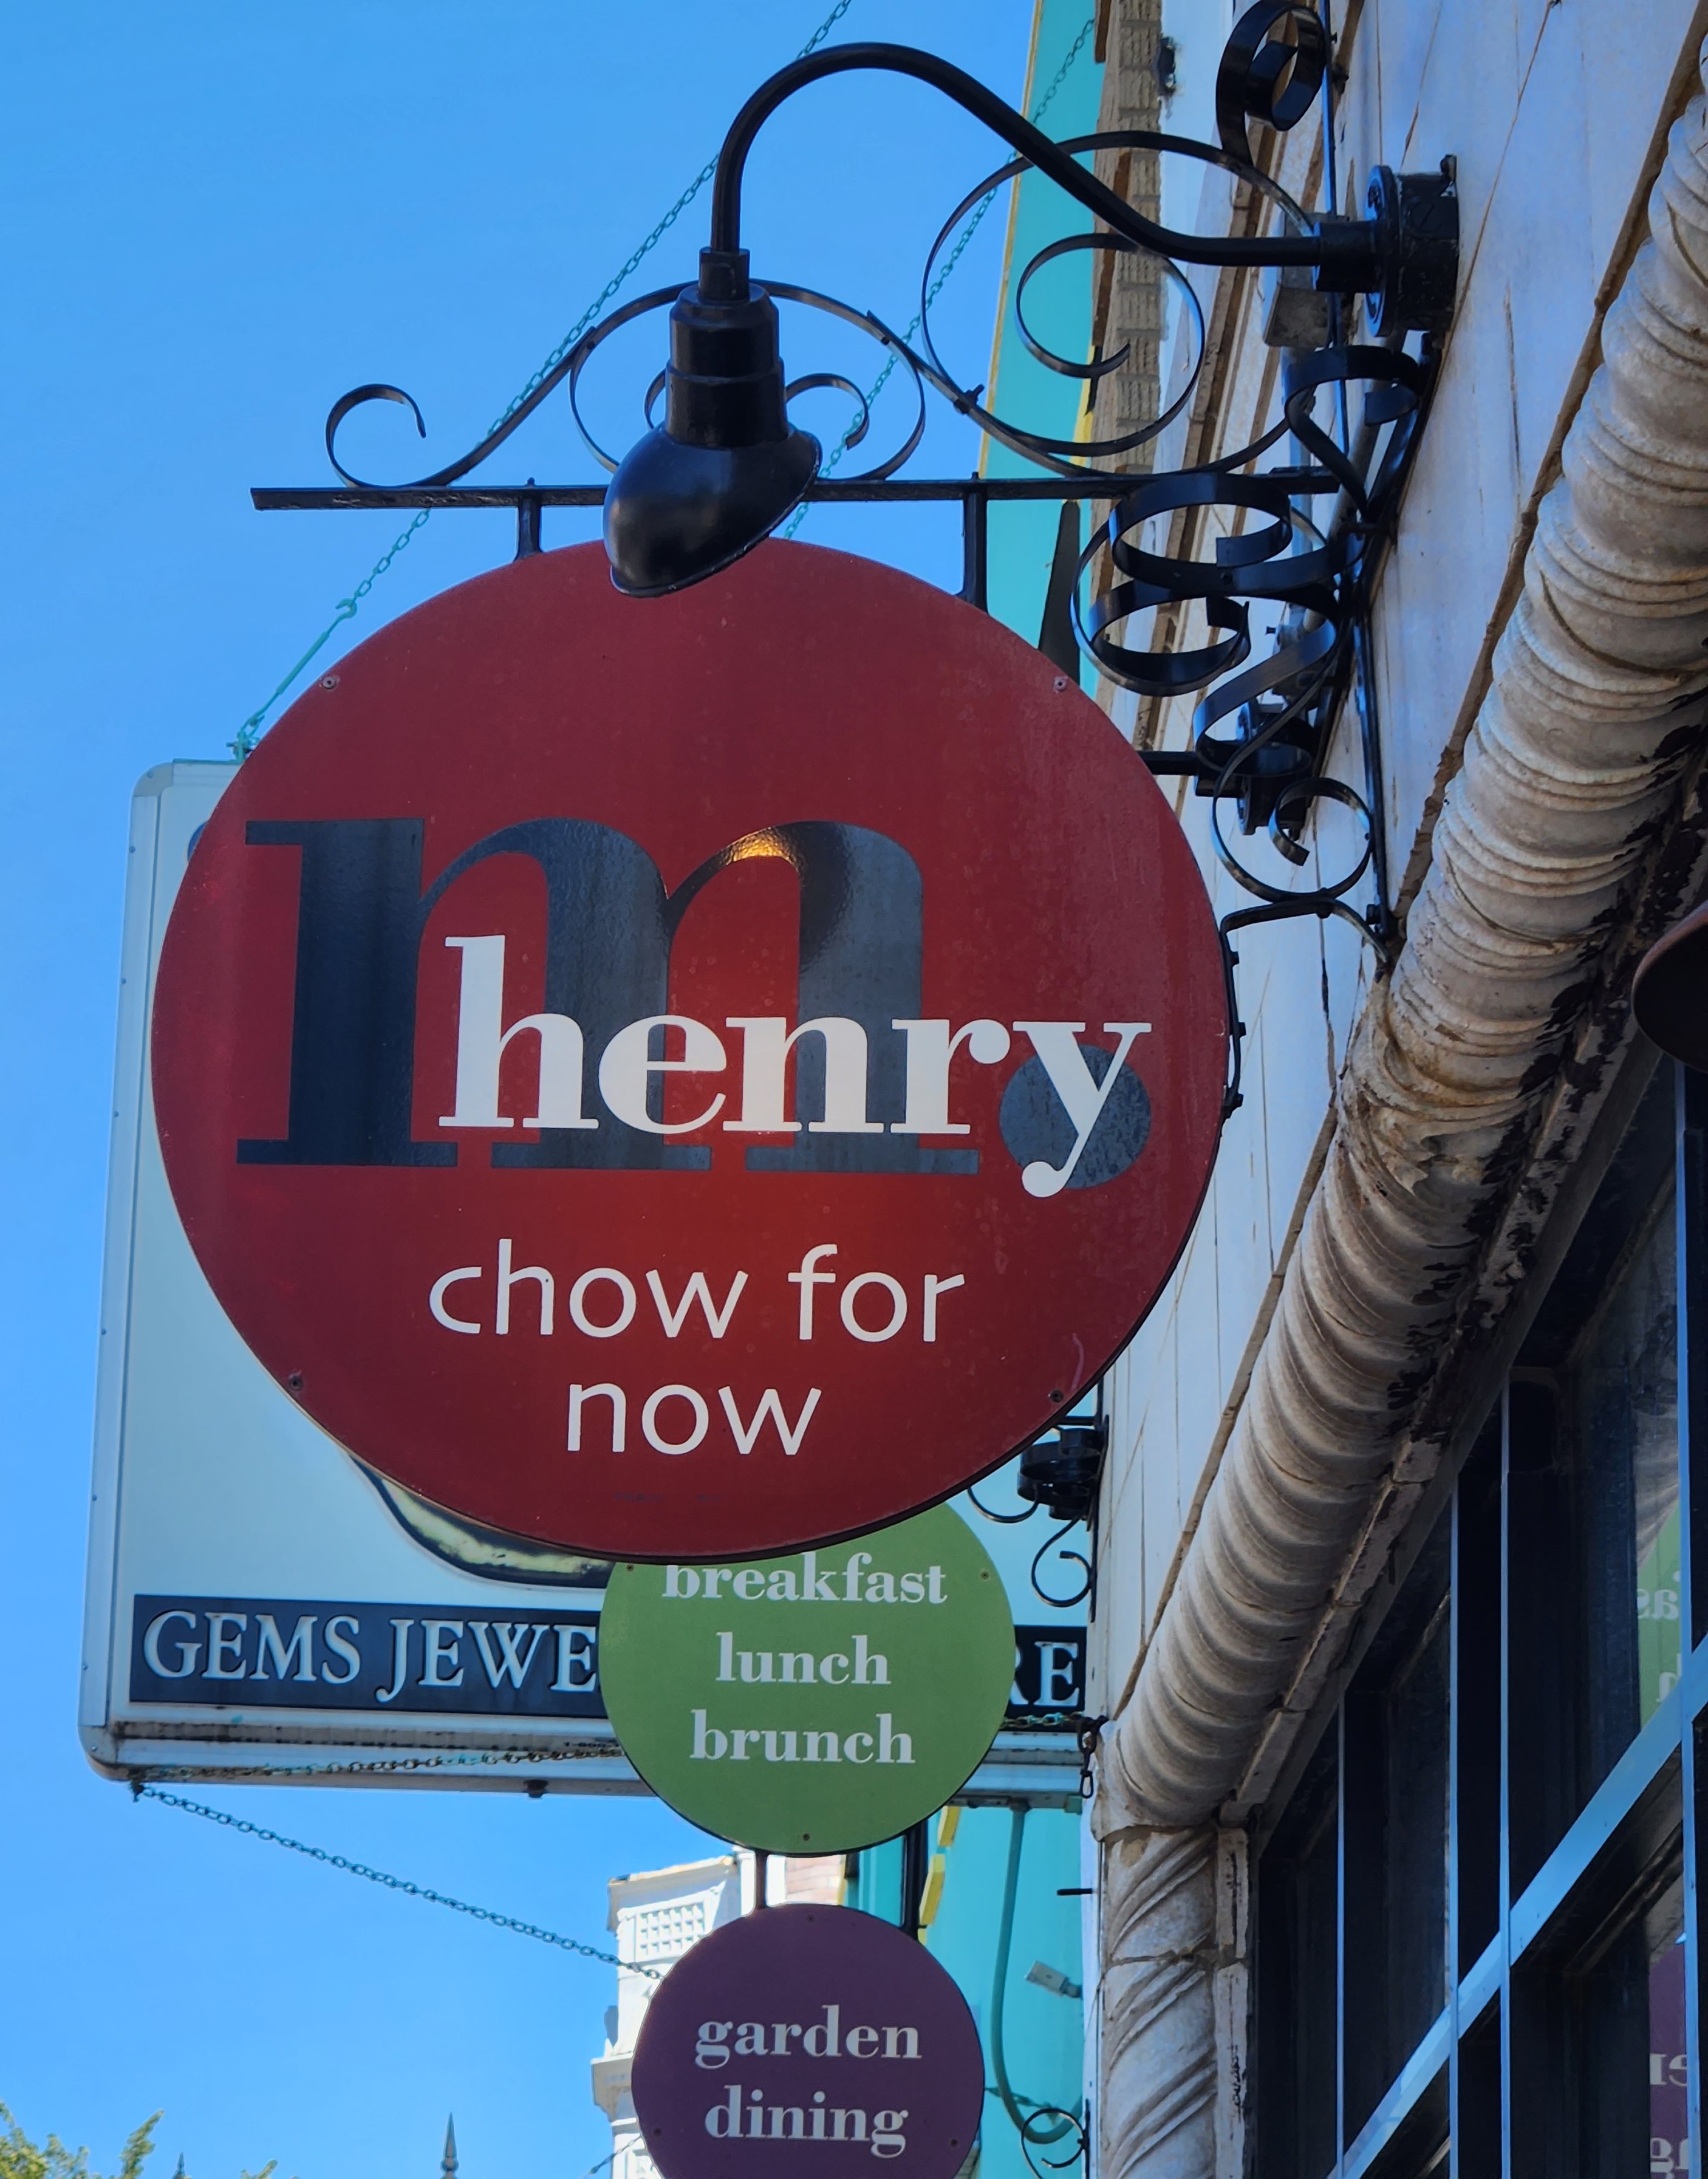 m.
henry
chow for
now
breakfast
lunch
brunch
GEMS JEWE
RE
garden
dining